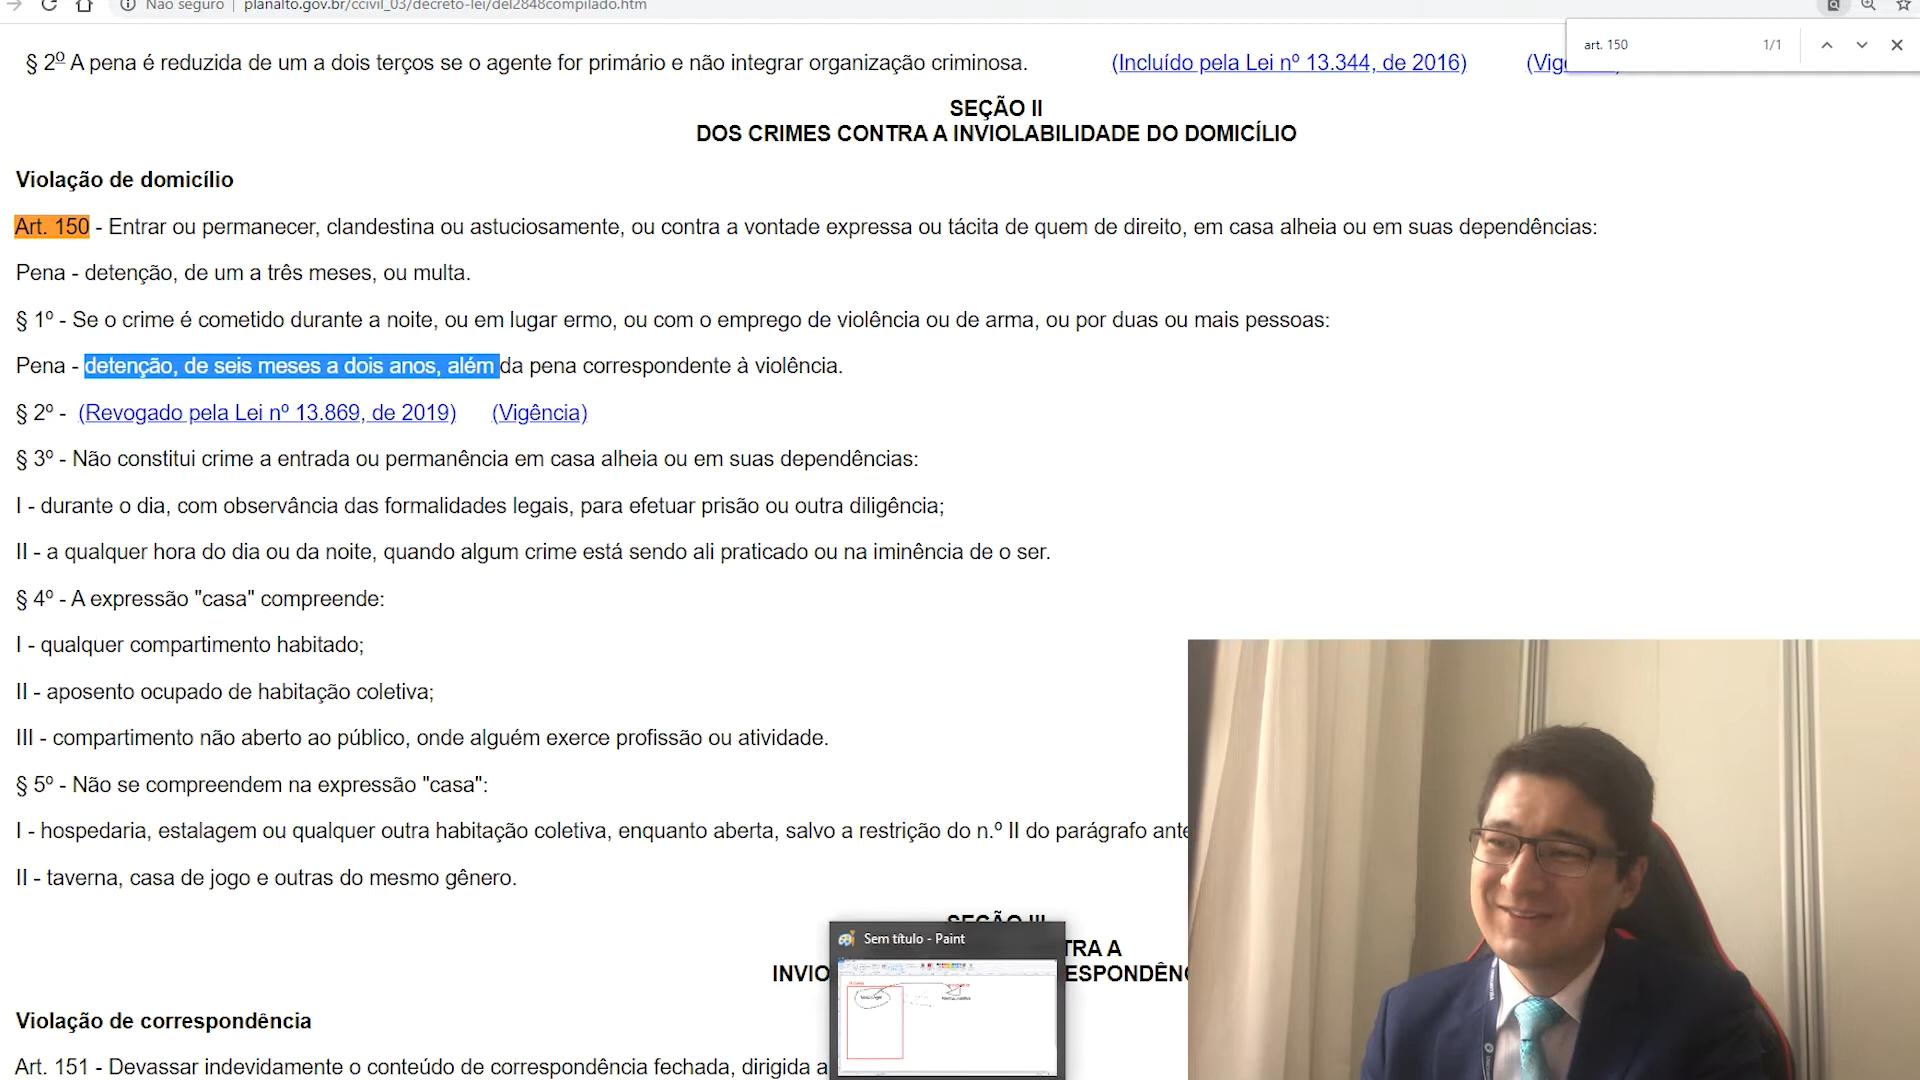 Não seguro | planalto.gov.br/ccivil_03/decreto-lei/del2848compilado.htm
art. 150 1/1
§ 2º A pena é reduzida de um a dois terços se o agente for primário e não integrar organização criminosa. (Incluído pela Lei nº 13.344, de 2016) (Vig
SEÇÃO II
DOS CRIMES CONTRA A INVIOLABILIDADE DO DOMICÍLIO
Violação de domicílio
Art. 150 - Entrar ou permanecer, clandestina ou astuciosamente, ou contra a vontade expressa ou tácita de quem de direito, em casa alheia ou em suas dependências:
Pena - detenção, de um a três meses, ou multa.
§ 1º - Se o crime é cometido durante a noite, ou em lugar ermo, ou com o emprego de violência ou de arma, ou por duas ou mais pessoas:
Pena - detenção, de seis meses a dois anos, além da pena correspondente à violência.
§ 2º - (Revogado pela Lei nº 13.869, de 2019) (Vigência)
§ 3º - Não constitui crime a entrada ou permanência em casa alheia ou em suas dependências:
I - durante o dia, com observância das formalidades legais, para efetuar prisão ou outra diligência;
II - a qualquer hora do dia ou da noite, quando algum crime está sendo ali praticado ou na iminência de o ser.
§ 4º - A expressão "casa" compreende:
I - qualquer compartimento habitado;
II - aposento ocupado de habitação coletiva;
III - compartimento não aberto ao público, onde alguém exerce profissão ou atividade.
§ 5º - Não se compreendem na expressão "casa":
I - hospedaria, estalagem ou qualquer outra habitação coletiva, enquanto aberta, salvo a restrição do n.º II do parágrafo ante
II - taverna, casa de jogo e outras do mesmo gênero.
SEÇÃO III
Sem título - Paint
TRA A
INVIO ESPONDÊNC
Violação de correspondência
Art. 151 - Devassar indevidamente o conteúdo de correspondência fechada, dirigida a